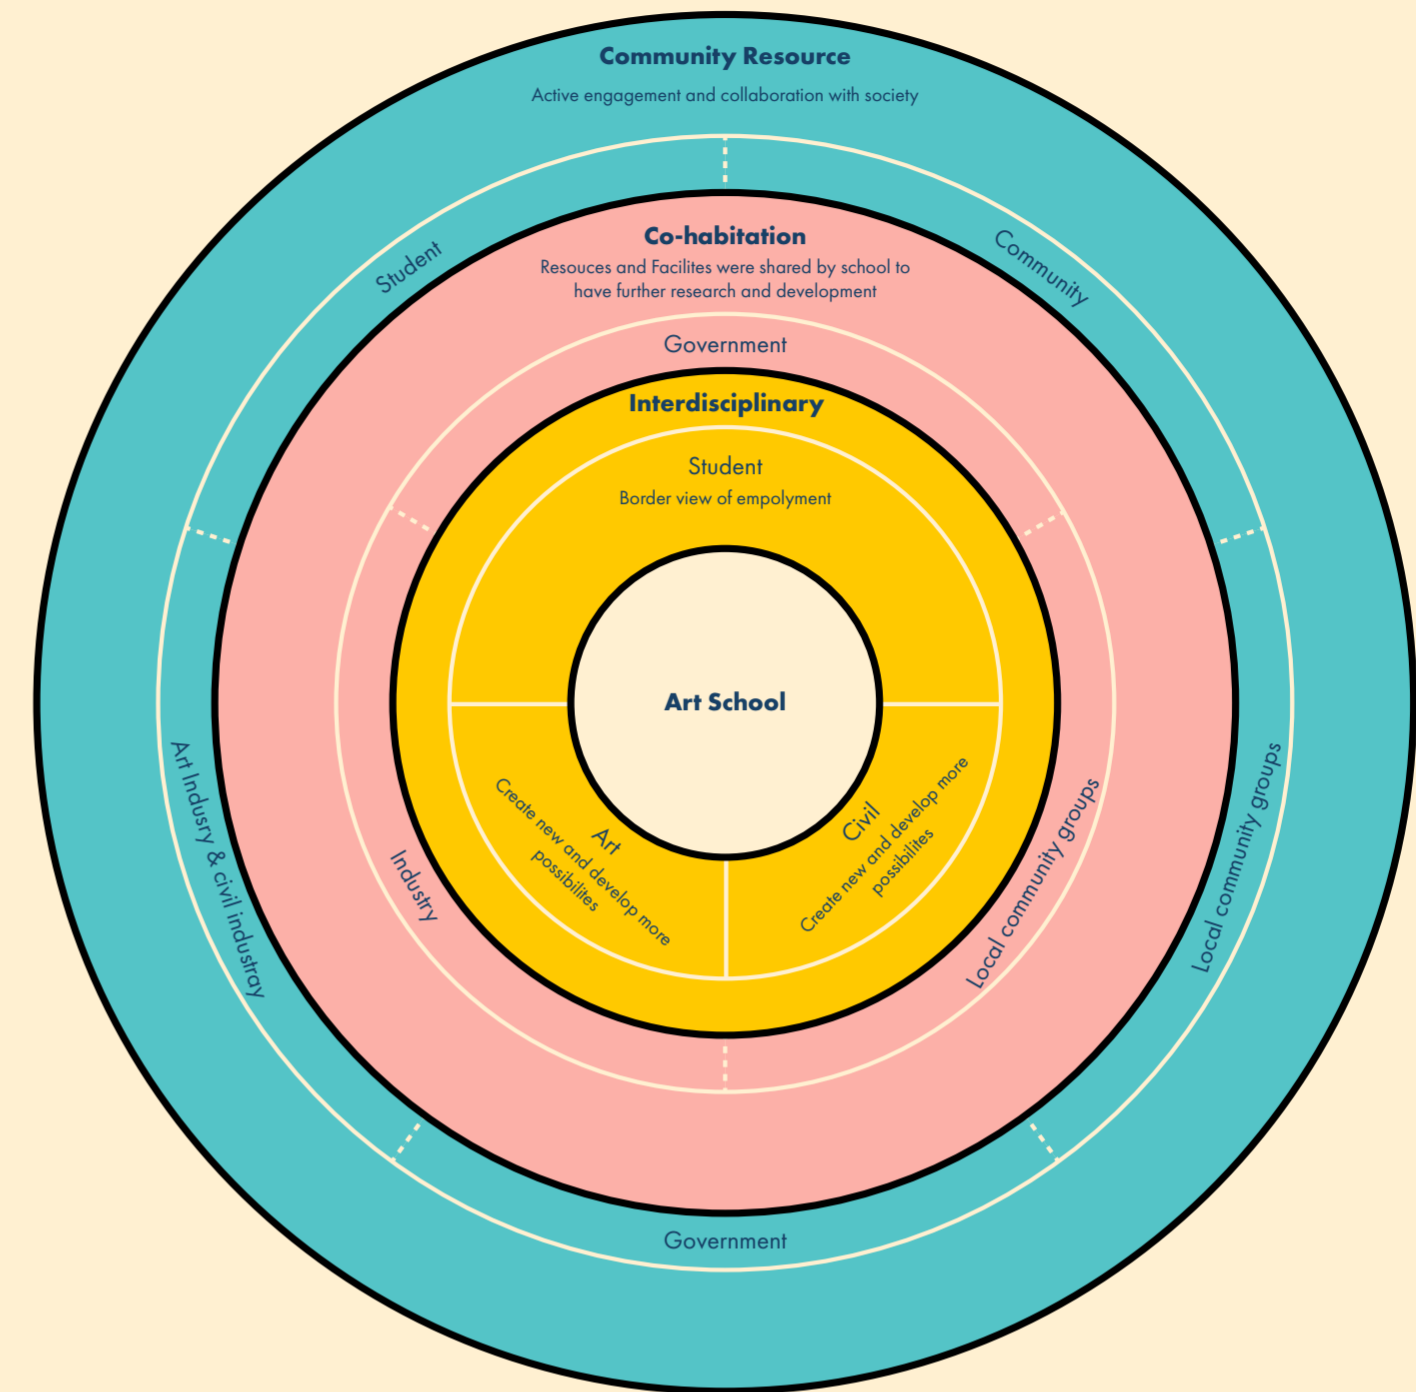 Community Resource
Active engagement and collaboration with society
Student
Community
Co-habitation
Resouces and Facilites were shared by school to
have further research and development
Government
Interdisciplinary
Student
Border view of empolyment
Art School
Art
Create new and develop more
possibilites
Civil
Create new and develop more
possibilites
Industry
Local community groups
Art Indusry & civil industray
Local community groups
Government